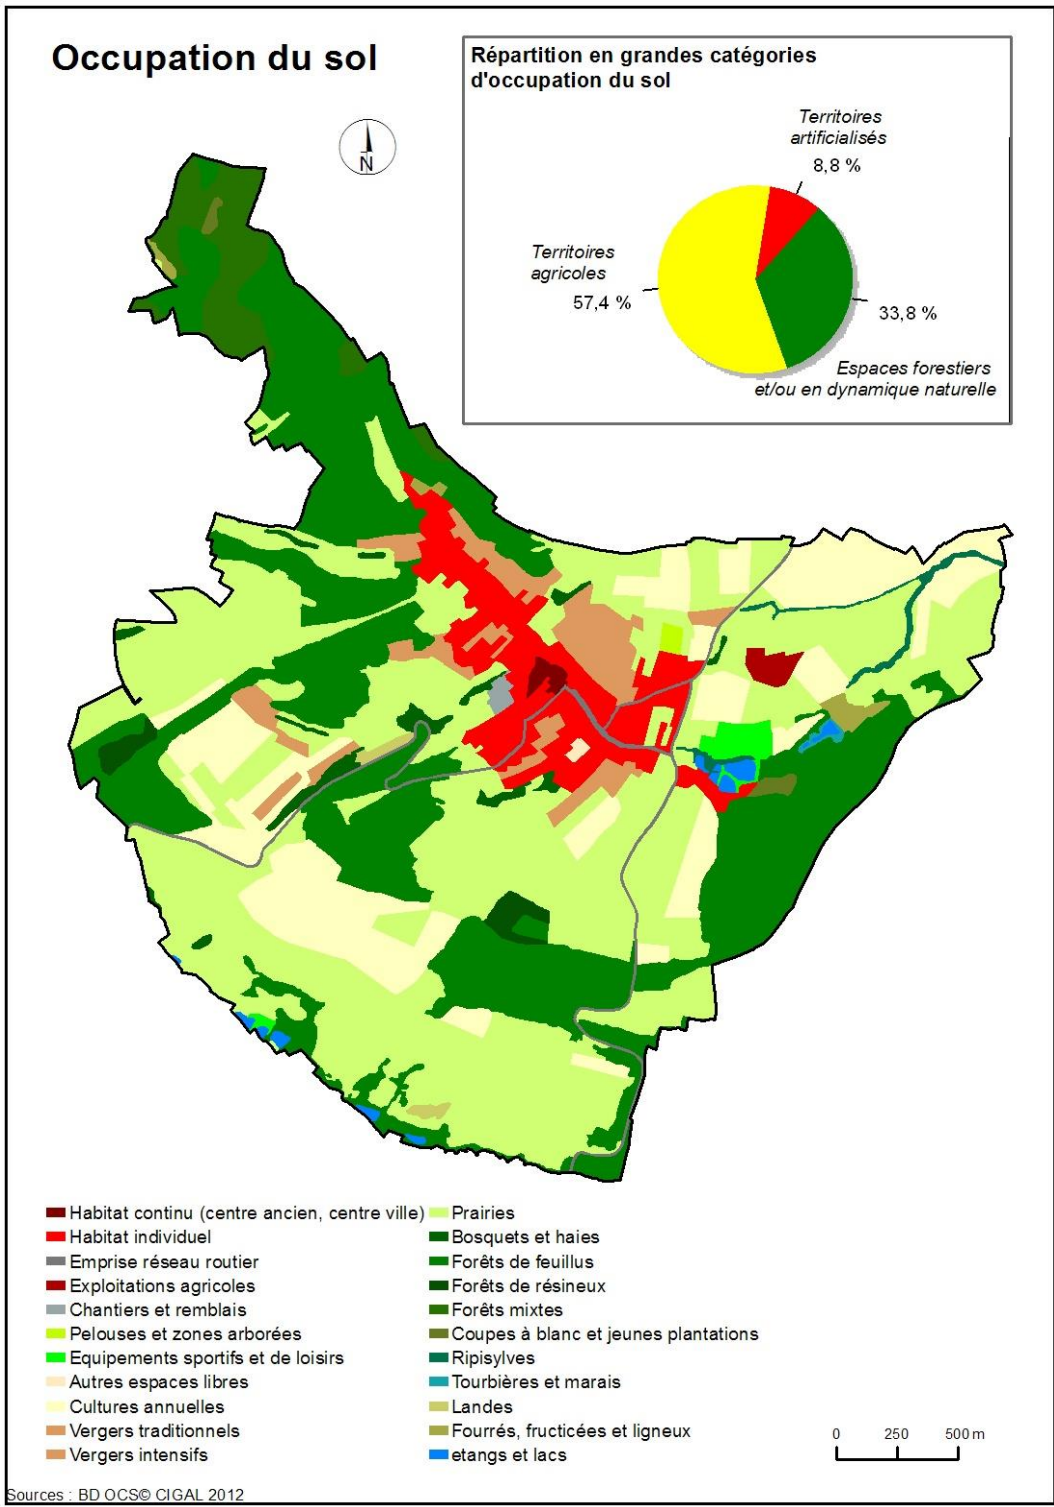 Occupation du sol
Répartition en grandes catégories
d'occupation du sol
Territoires
artificialisés
8,8 %
Territoires
agricoles
57,4 %
33,8 %
Espaces forestiers
et/ou en dynamique naturelle
N
Habitat continu (centre ancien, centre ville)
Habitat individuel
Emprise réseau routier
Exploitations agricoles
Chantiers et remblais
Pelouses et zones arborées
Equipements sportifs et de loisirs
Autres espaces libres
Cultures annuelles
Vergers traditionnels
Vergers intensifs
Prairies
Bosquets et haies
Forêts de feuillus
Forêts de résineux
Forêts mixtes
Coupes à blanc et jeunes plantations
Ripisylves
Tourbières et marais
Landes
Fourrés, fructicées et ligneux
etangs et lacs
0 250 500 m
Sources : BD OCS© CIGAL 2012